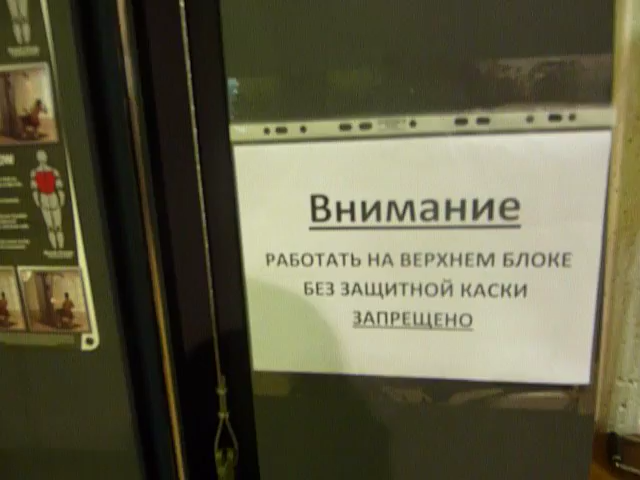 Внимание
РАБОТАТЬ НА ВЕРХНЕМ БЛОКЕ
БЕЗ ЗАЩИТНОЙ КАСКИ
ЗАПРЕЩЕНО